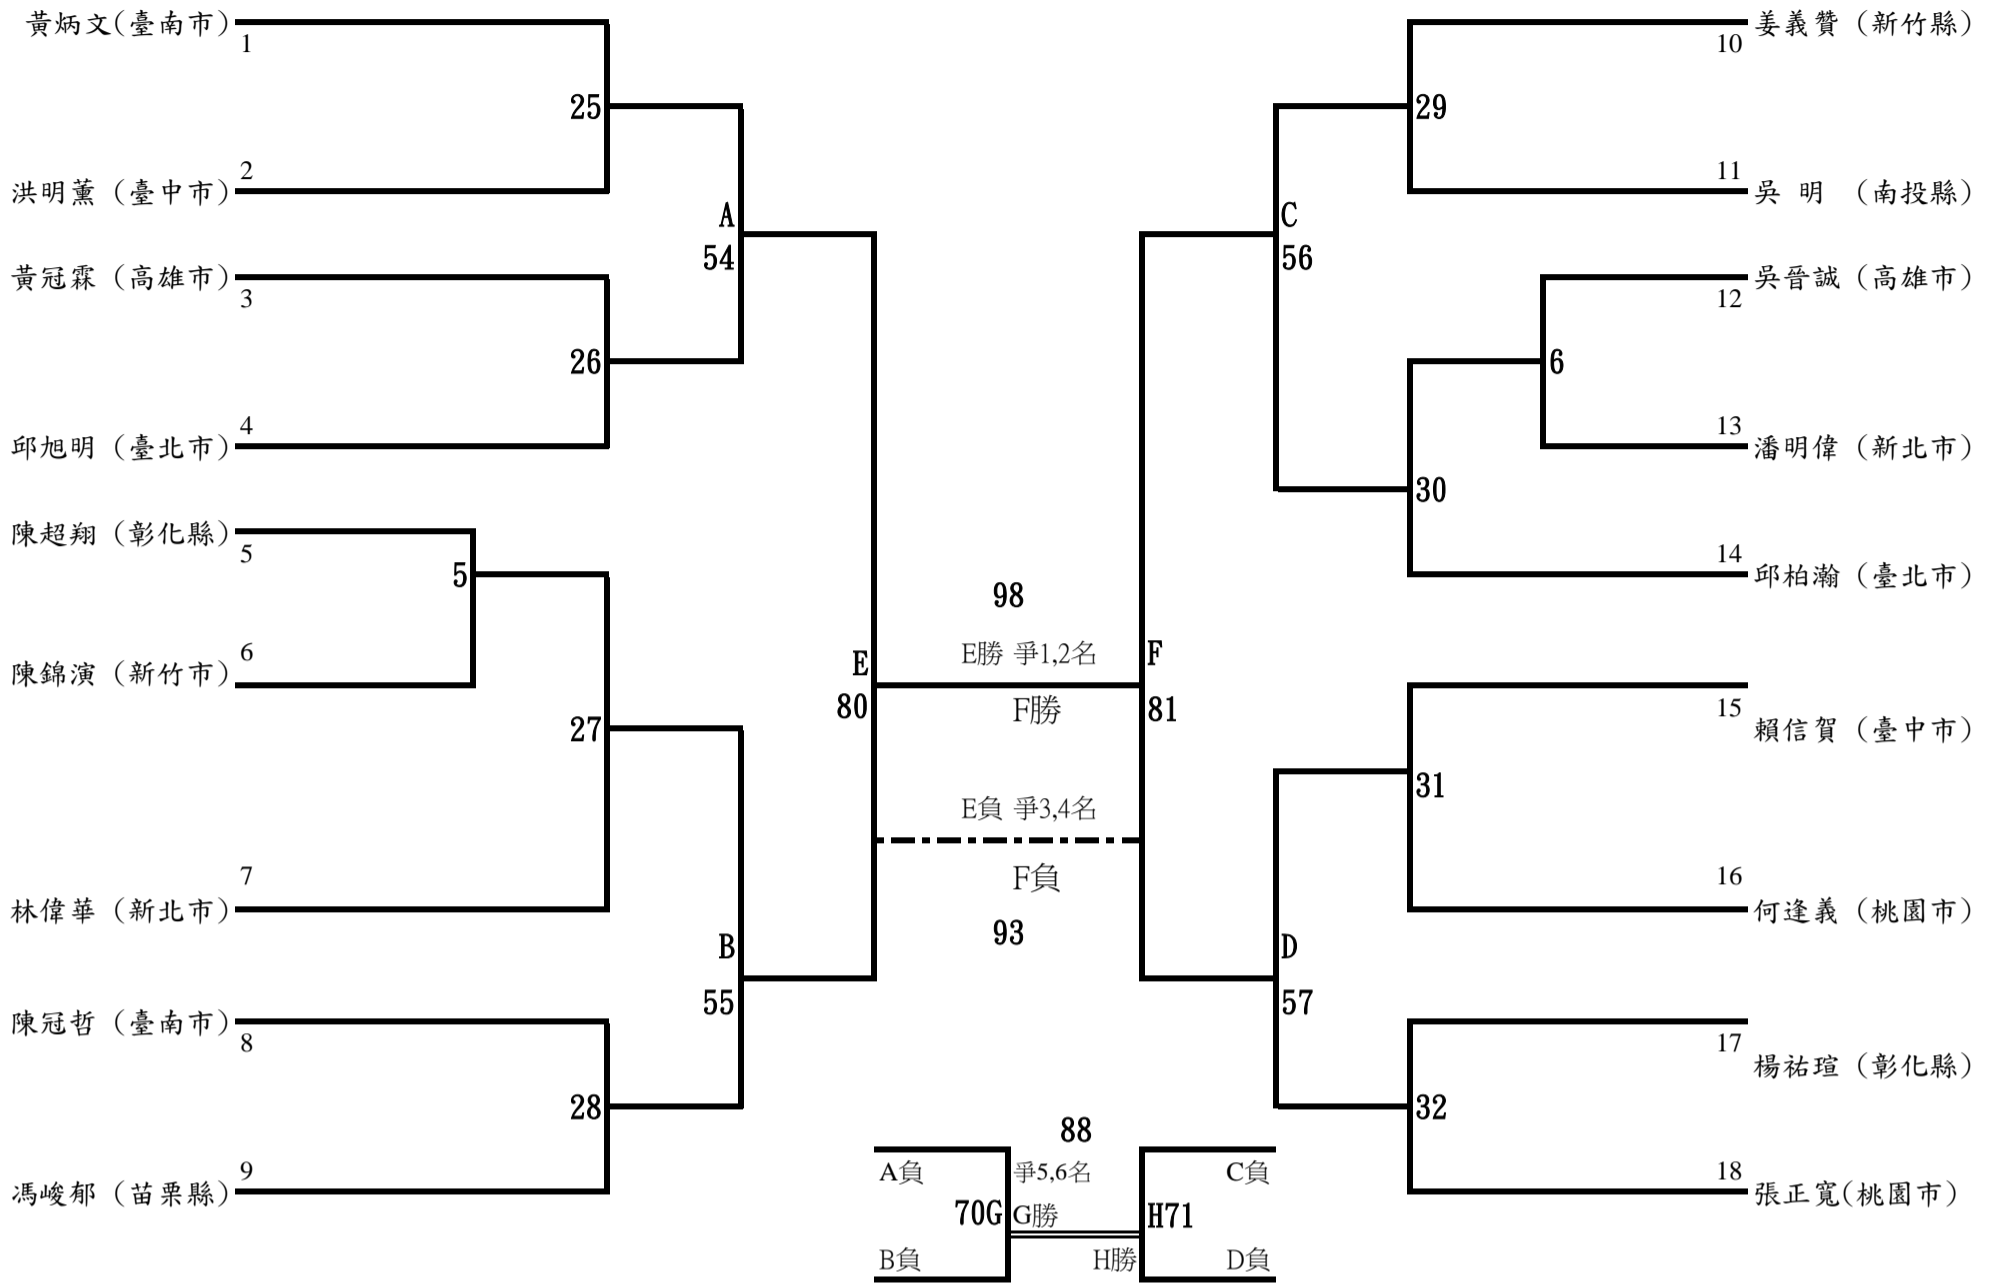 黃炳文(臺南市)
1
25
2
洪明薰（臺中市）
A
54
黃冠霖（高雄市）
3
26
4
邱旭明（臺北市）
陳超翔（彰化縣）
5
5
6
陳錦演（新竹市）
27
7
林偉華（新北市）
B
55
陳冠哲（臺南市）
8
28
9
馮峻郁（苗栗縣）
E
80
98
E勝 爭1,2名
F勝
E負 爭3,4名
F負
93
F
81
88
A負
爭5,6名
C負
70G
G勝
H71
B負
H勝
D負
姜義贊（新竹縣）
10
29
11
吳 明 （南投縣）
C
56
吳晉誠（高雄市）
12
6
13
潘明偉（新北市）
30
14
邱柏瀚（臺北市）
15
賴信賀（臺中市）
31
16
何逢義（桃園市）
D
57
17
楊祐瑄（彰化縣）
32
18
張正寬(桃園市）